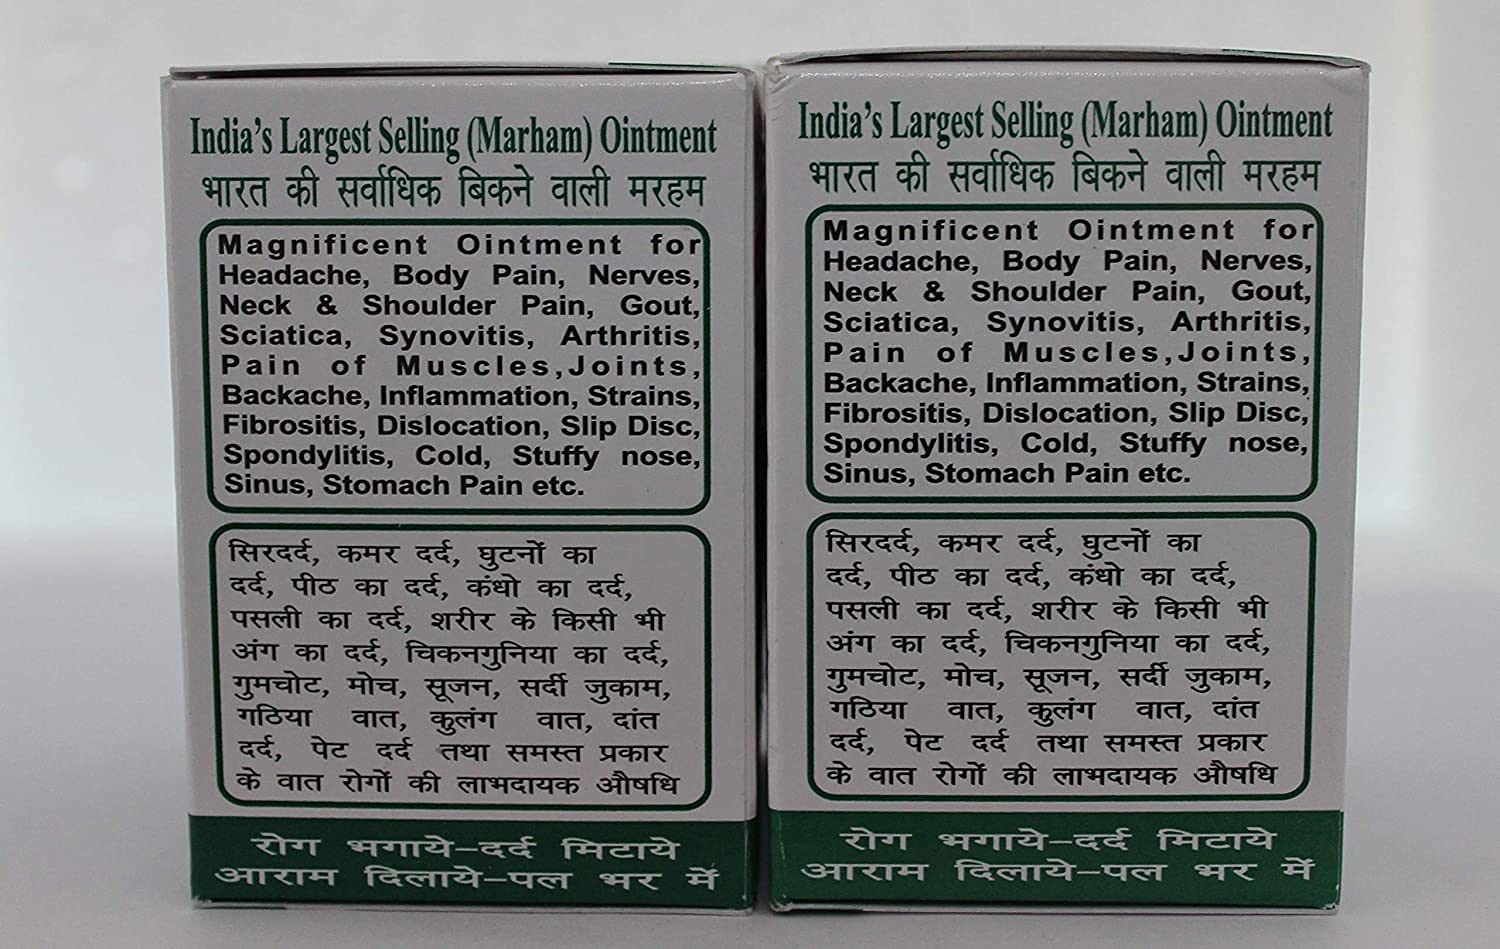 India's Largest Selling (Marham) Ointment
भारत की सर्वाधिक बिकने वाली मरहम
Magnificent Ointment for
Headache, Body Pain, Nerves,
Neck & Shoulder Pain, Gout,
Sciatica, Synovitis, Arthritis,
Pain of Muscles,Joints,
Backache, Inflammation, Strains,
Fibrositis, Dislocation, Slip Disc,
Spondylitis, Cold, Stuffy nose,
Sinus, Stomach Pain etc.
सिरदर्द, कमर दर्द, घुटनों का
दर्द, पीठ का दर्द, कंधो का दर्द,
पसली का दर्द, शरीर के किसी भी
अंग का दर्द, चिकनगुनिया का दर्द,
गुमचोट, मोच, सूजन, सर्दी जुकाम,
गठिया वात, कुलंग वात, दांत
दर्द, पेट दर्द तथा समस्त प्रकार
के वात रोगों की लाभदायक औषधि
रोग भगाये-दर्द मिटाये
आराम दिलाये-पल भर में
India's Largest Selling (Marham) Ointment
भारत की सर्वाधिक बिकने वाली मरहम
Magnificent Ointment for
Headache, Body Pain, Nerves,
Neck & Shoulder Pain, Gout,
Sciatica, Synovitis, Arthritis,
Pain of Muscles,Joints,
Backache, Inflammation, Strains,
Fibrositis, Dislocation, Slip Disc,
Spondylitis, Cold, Stuffy nose,
Sinus, Stomach Pain etc.
सिरदर्द, कमर दर्द, घुटनों का
दर्द, पीठ का दर्द, कंधो का दर्द,
पसली का दर्द, शरीर के किसी भी
अंग का दर्द, चिकनगुनिया का दर्द,
गुमचोट, मोच, सूजन, सर्दी जुकाम,
गठिया वात, कुलंग वात, दांत
दर्द, पेट दर्द तथा समस्त प्रकार
के वात रोगों की लाभदायक औषधि
रोग भगाये-दर्द मिटाये
आराम दिलाये-पल भर में